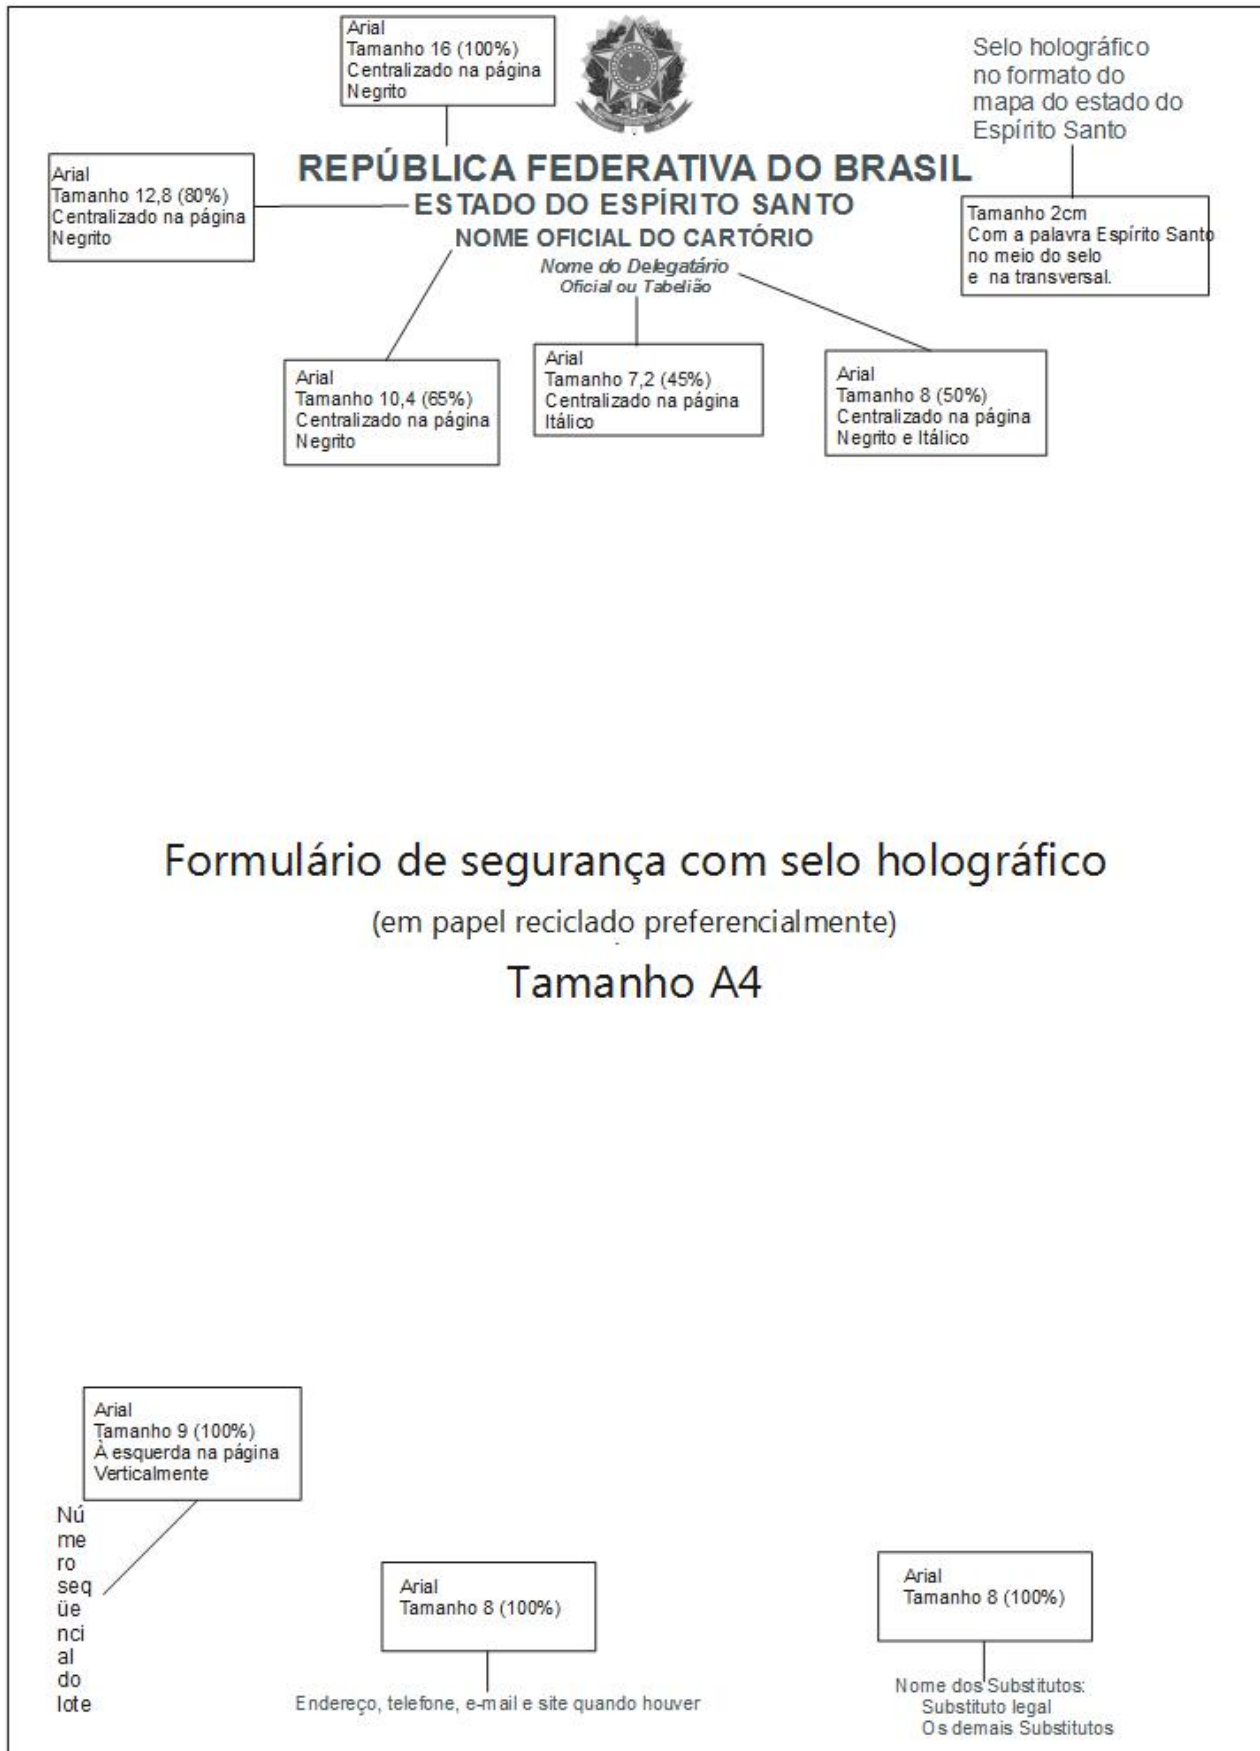 Arial
Tamanho 16 (100%)
Centralizado na página
Negrito
Selo holográfico
no formato do
mapa do estado do
Espírito Santo
REPÚBLICA FEDERATIVA DO BRASIL
Arial
Tamanho 12,8 (80%)
Centralizado na página
Negrito
ESTADO DO ESPÍRITO SANTO
NOME OFICIAL DO CARTÓRIO
Nome do Delegatário
Oficial ou Tabelião
Tamanho 2cm
Com a palavra Espírito Santo
no meio do selo
e na transversal.
Arial
Tamanho 10,4 (65%)
Centralizado na página
Negrito
Arial
Tamanho 7,2 (45%)
Centralizado na página
Itálico
Arial
Tamanho 8 (50%)
Centralizado na página
Negrito e Itálico
Formulário de segurança com selo holográfico
(em papel reciclado preferencialmente)
Tamanho A4
Arial
Tamanho 9 (100%)
À esquerda na página
Verticalmente
Nú
me
ro
seq
üe
nci
al
do
lote
Arial
Tamanho 8 (100%)
Endereço, telefone, e-mail e site quando houver
Arial
Tamanho 8 (100%)
Nome dos Substitutos:
Substituto legal
Os demais Substitutos